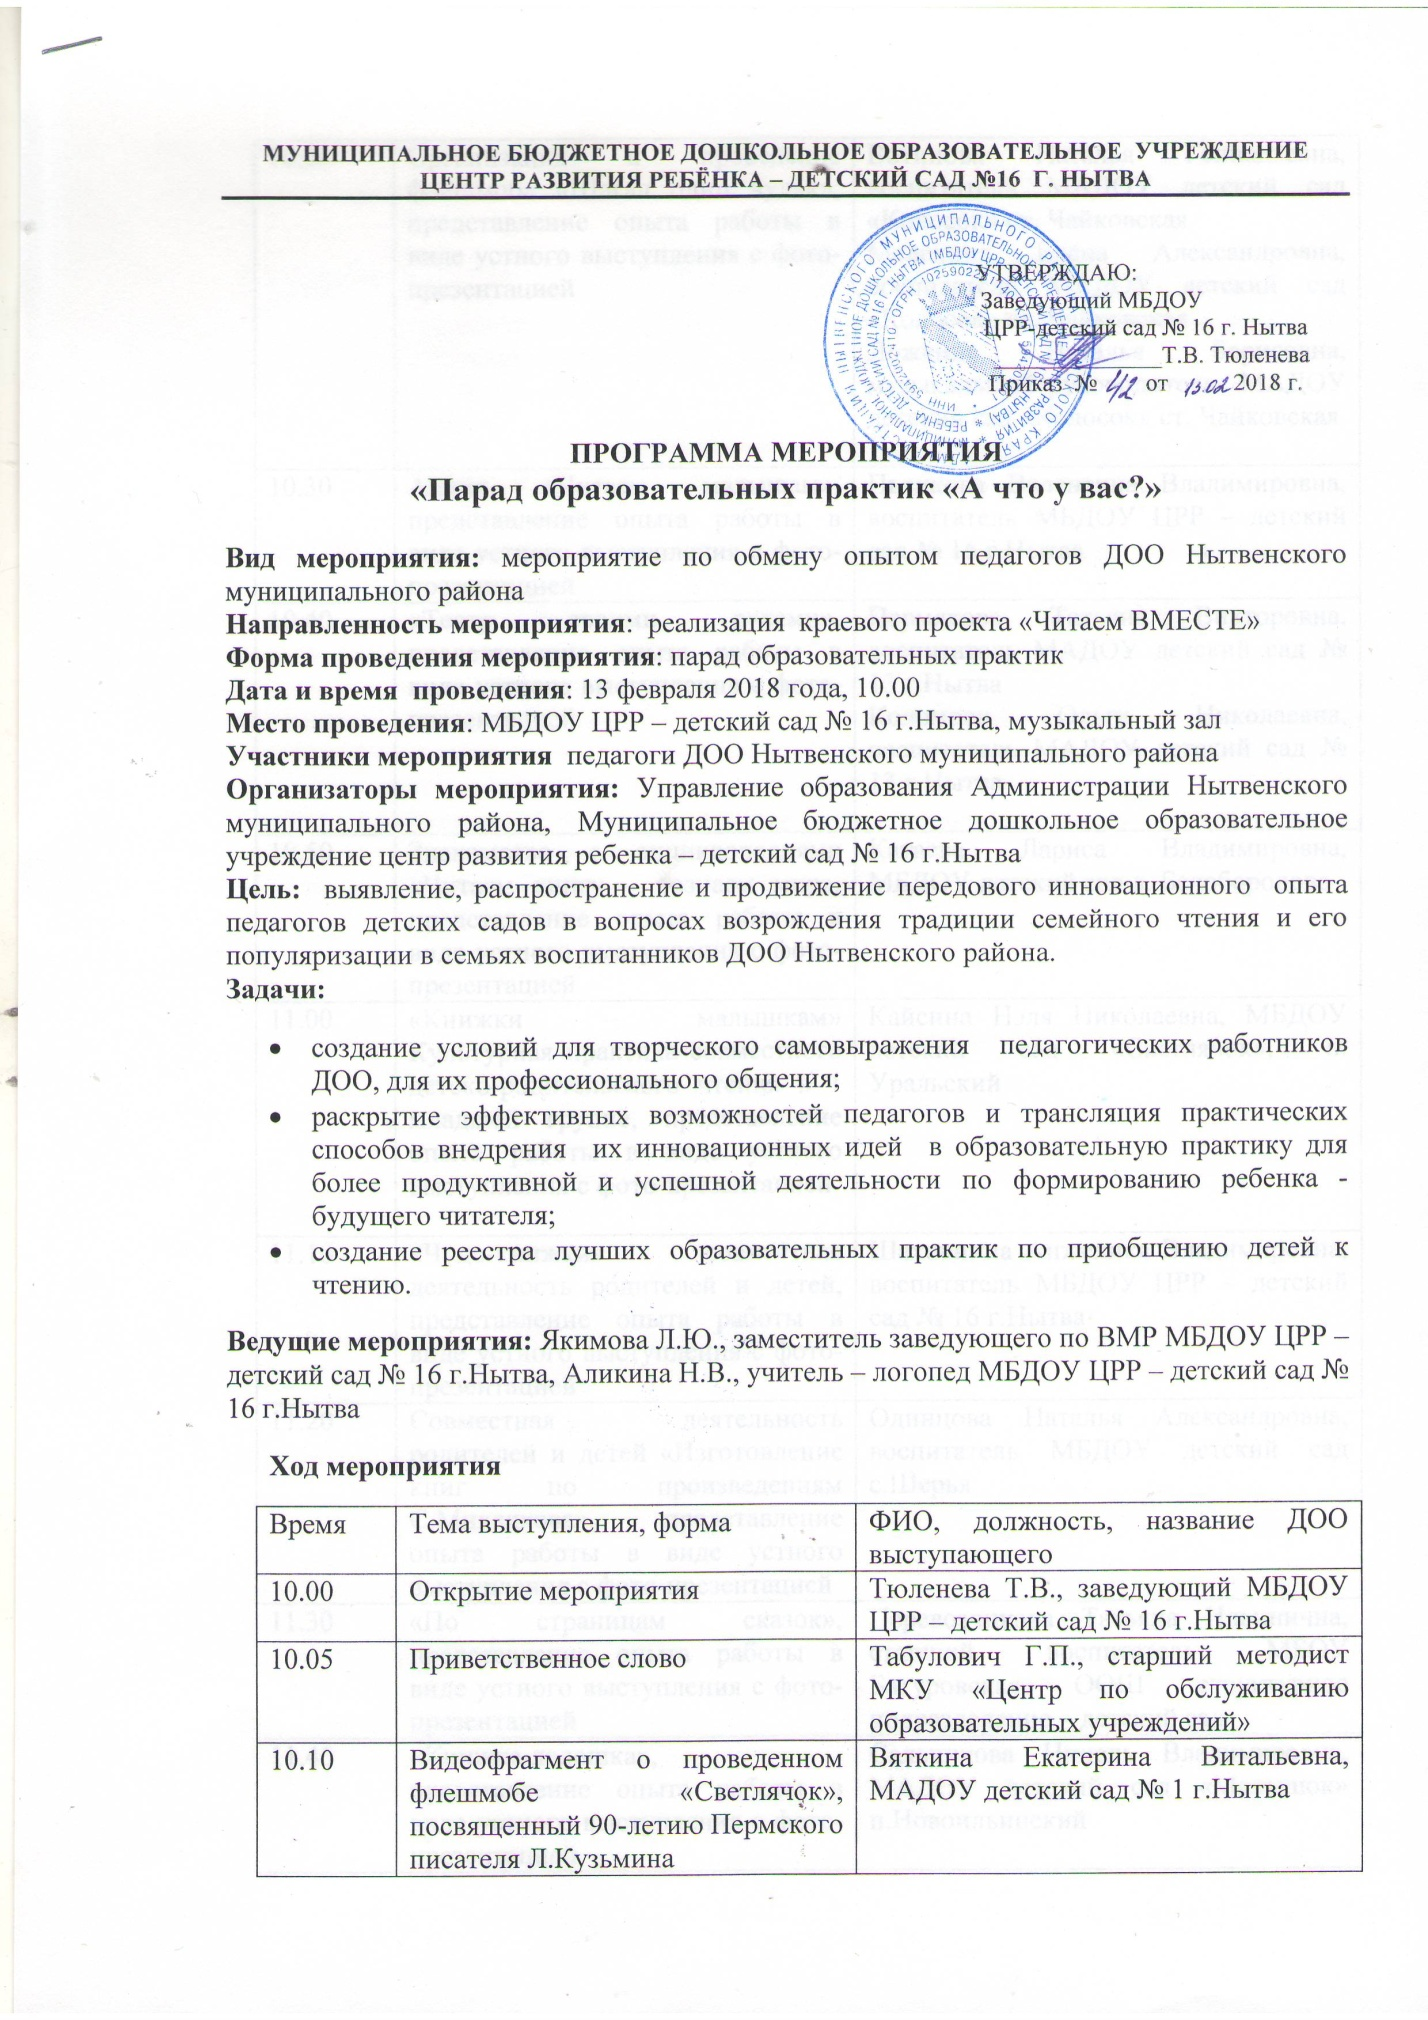 МУНИЦИПАЛЬНОЕ БЮДЖЕТНОЕ ДОШКОЛЬНОЕ ОБРАЗОВАТЕЛЬНОЕ УЧРЕЖДЕНИЕ
ЦЕНТР РАЗВИТИЯ РЕБЁНКА – ДЕТСКИЙ САД №16 Г. НЫТВА
УТВЕРЖДАЮ:
Заведующий МБДОУ
ЦРР-детский сад № 16 г. Нытва
Т.В. Тюленева
Приказ № 42 от 13.02 2018 г.
ПРОГРАММА МЕРОПРИЯТИЯ
«Парад образовательных практик «А что у вас?»
Вид мероприятия: мероприятие по обмену опытом педагогов ДОО Нытвенского
муниципального района
Направленность мероприятия: реализация краевого проекта «Читаем ВМЕСТЕ»
Форма проведения мероприятия: парад образовательных практик
Дата и время проведения: 13 февраля 2018 года, 10.00
Место проведения: МБДОУ ЦРР – детский сад № 16 г.Нытва, музыкальный зал
Участники мероприятия педагоги ДОО Нытвенского муниципального района
Организаторы мероприятия: Управление образования Администрации Нытвенского
муниципального района, Муниципальное бюджетное дошкольное образовательное
учреждение центр развития ребенка – детский сад № 16 г.Нытва
Цель: выявление, распространение и продвижение передового инновационного опыта
педагогов детских садов в вопросах возрождения традиции семейного чтения и его
популяризации в семьях воспитанников ДОО Нытвенского района.
Задачи:
• создание условий для творческого самовыражения педагогических работников
ДОО, для их профессионального общения;
• раскрытие эффективных возможностей педагогов и трансляция практических
способов внедрения их инновационных идей в образовательную практику для
более продуктивной и успешной деятельности по формированию ребенка -
будущего читателя;
• создание реестра лучших образовательных практик по приобщению детей к
чтению.
Ведущие мероприятия: Якимова Л.Ю., заместитель заведующего по ВМР МБДОУ ЦРР –
детский сад № 16 г.Нытва, Аликина Н.В., учитель – логопед МБДОУ ЦРР – детский сад №
16 г.Нытва
Ход мероприятия
Время
Тема выступления, форма
ФИО, должность, название ДОО
выступающего
10.00
Открытие мероприятия
Тюленева Т.В., заведующий МБДОУ
ЦРР – детский сад № 16 г.Нытва
10.05
Приветственное слово
Табулович Г.П., старший методист
МКУ «Центр по обслуживанию
образовательных учреждений»
10.10
Видеофрагмент о проведенном
флешмобе «Светлячок»,
посвященный 90-летию Пермского
писателя Л.Кузьмина
Вяткина Екатерина Витальевна,
МАДОУ детский сад № 1 г.Нытва